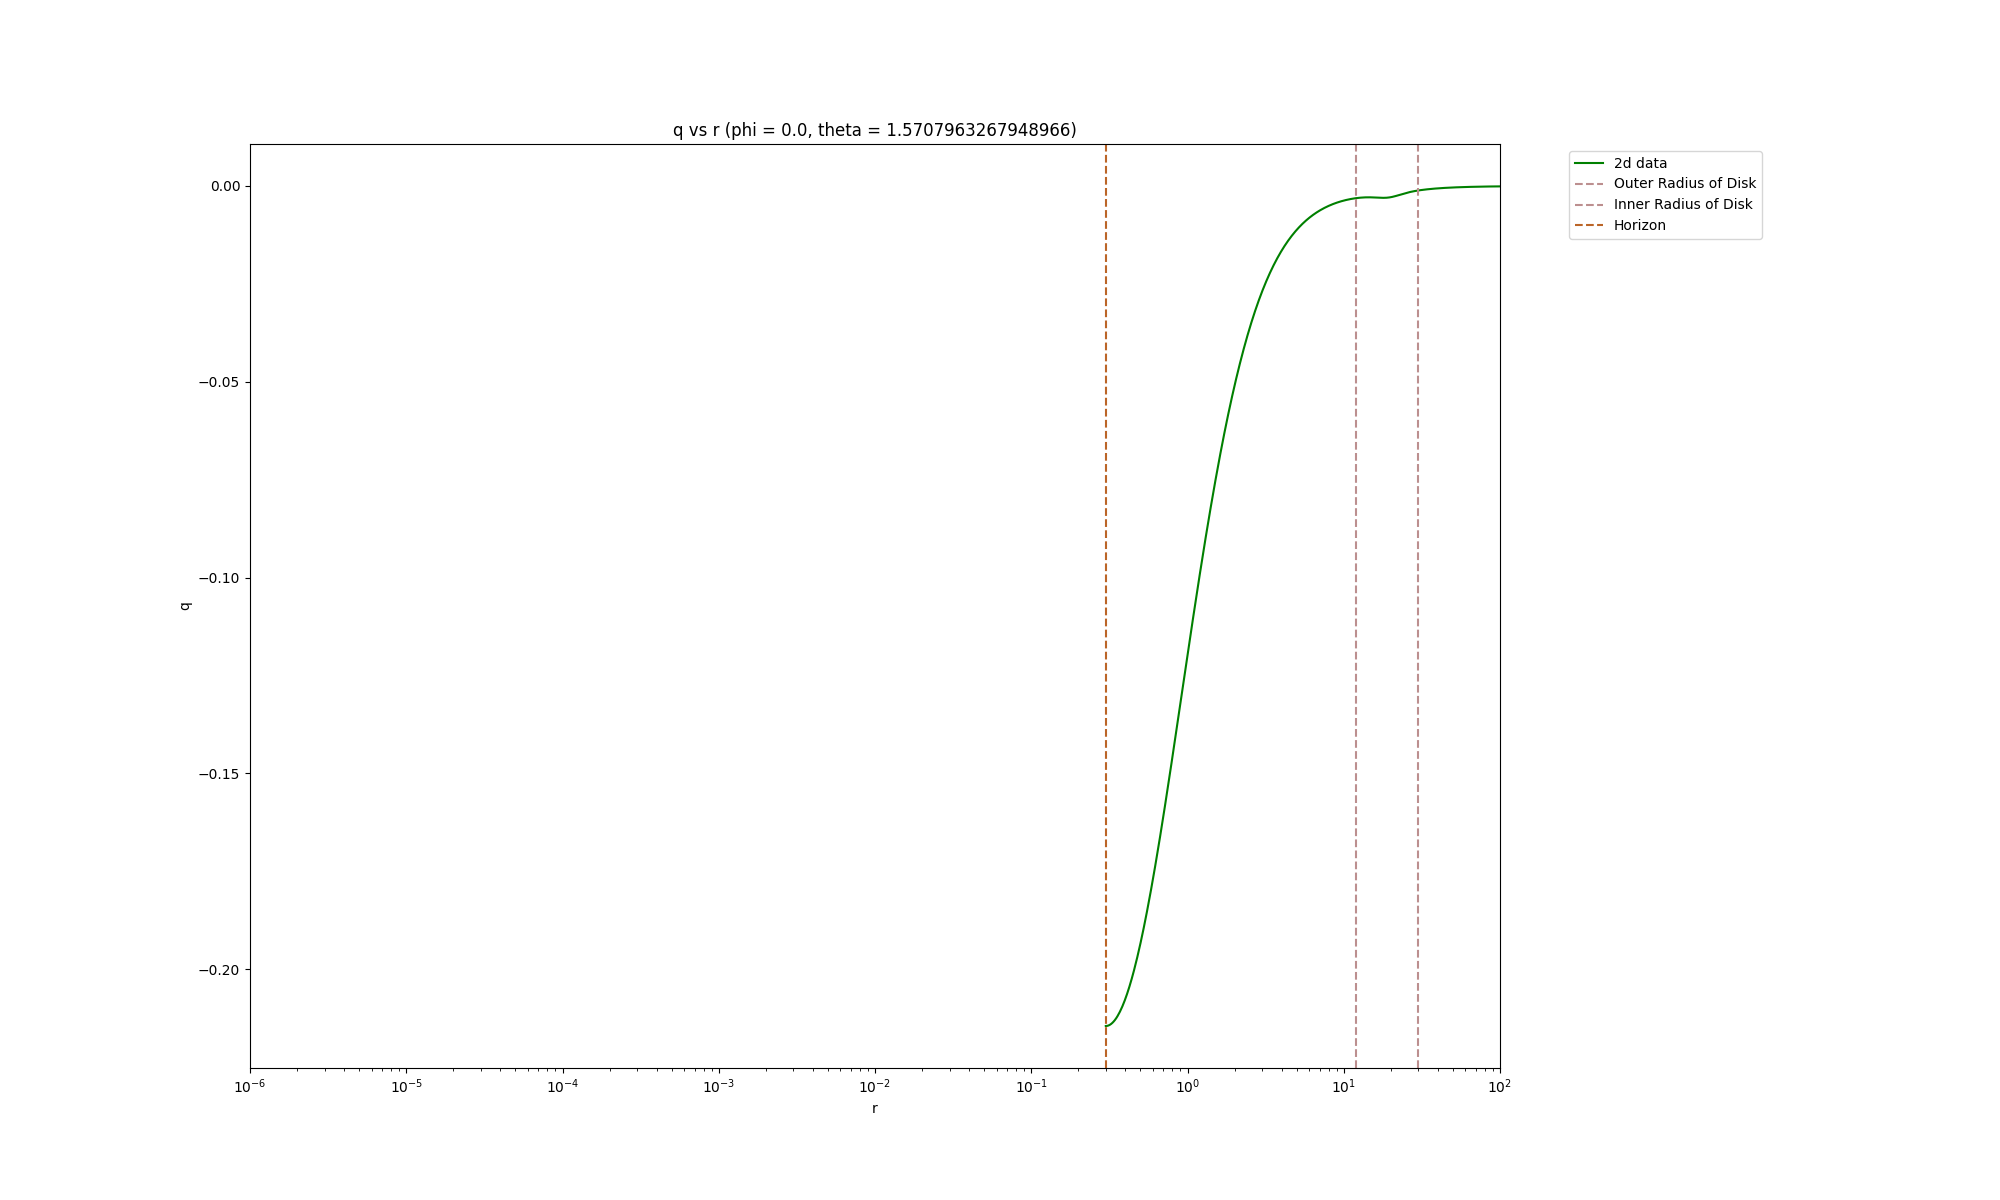 q vs r (phi = 0.0, theta = 1.5707963267948966)
2d data
Outer Radius of Disk
Inner Radius of Disk
Horizon
0.00
−0.05
−0.10
−0.15
−0.20
q
10⁻⁶ 10⁻⁵ 10⁻⁴ 10⁻³ 10⁻² 10⁻¹ 10⁰ 10¹ 10²
r